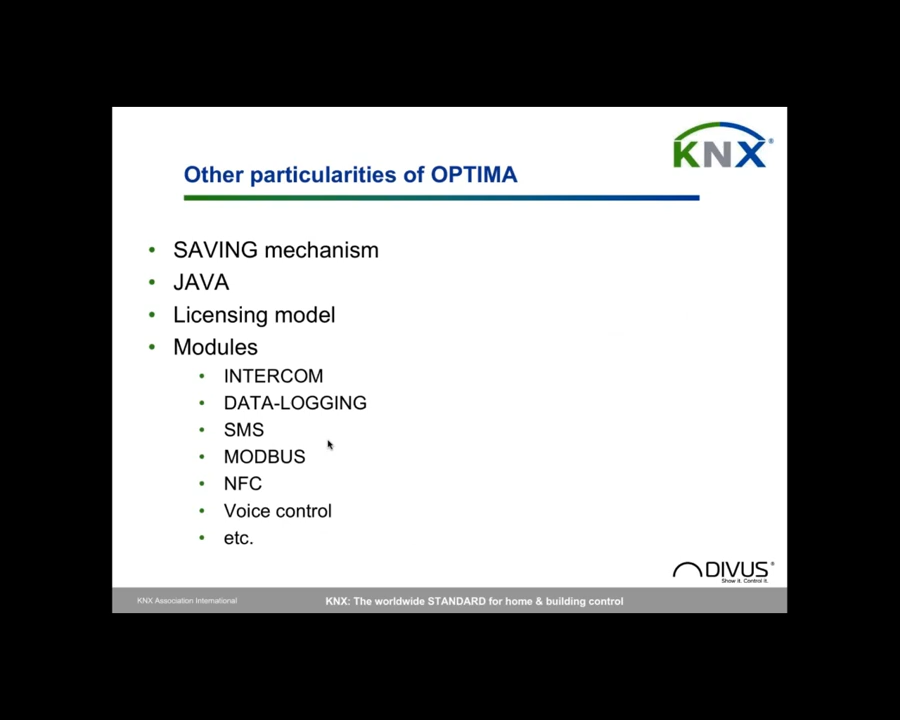 KNX®
Other particularities of OPTIMA
• SAVING mechanism
• JAVA
• Licensing model
• Modules
• INTERCOM
• DATA-LOGGING
• SMS
• MODBUS
• NFC
• Voice control
• etc.
DIVUS®
Show it. Control it.
KNX Association International
KNX: The worldwide STANDARD for home & building control